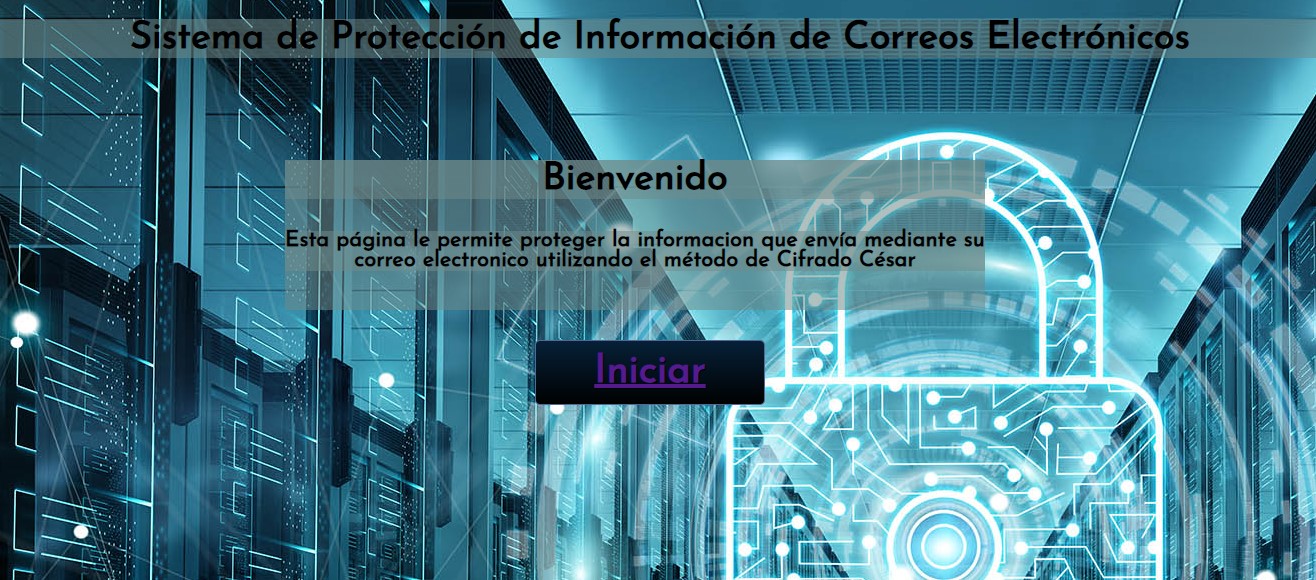 Sistema de Protección de Información de Correos Electrónicos
Bienvenido
Esta página le permite proteger la informacion que envía mediante su
correo electronico utilizando el método de Cifrado César
Iniciar